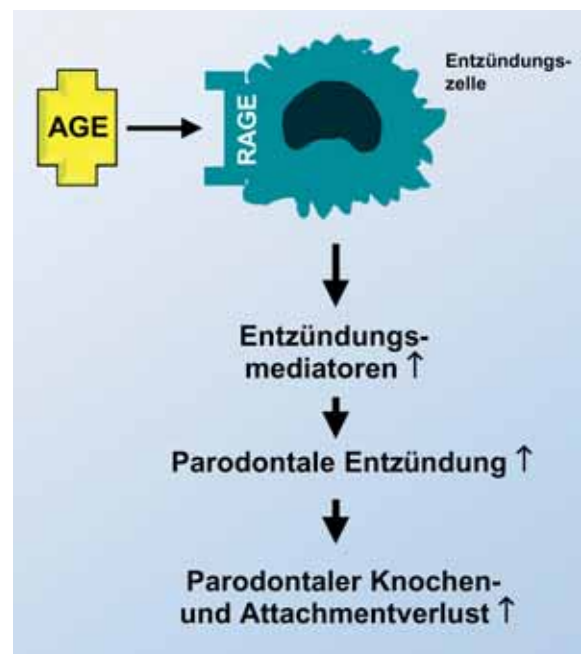 Entzündungs-
zelle
AGE
RAGE
Entzündungs-
mediatoren ↑
Parodontale Entzündung ↑
Parodontaler Knochen-
und Attachmentverlust ↑